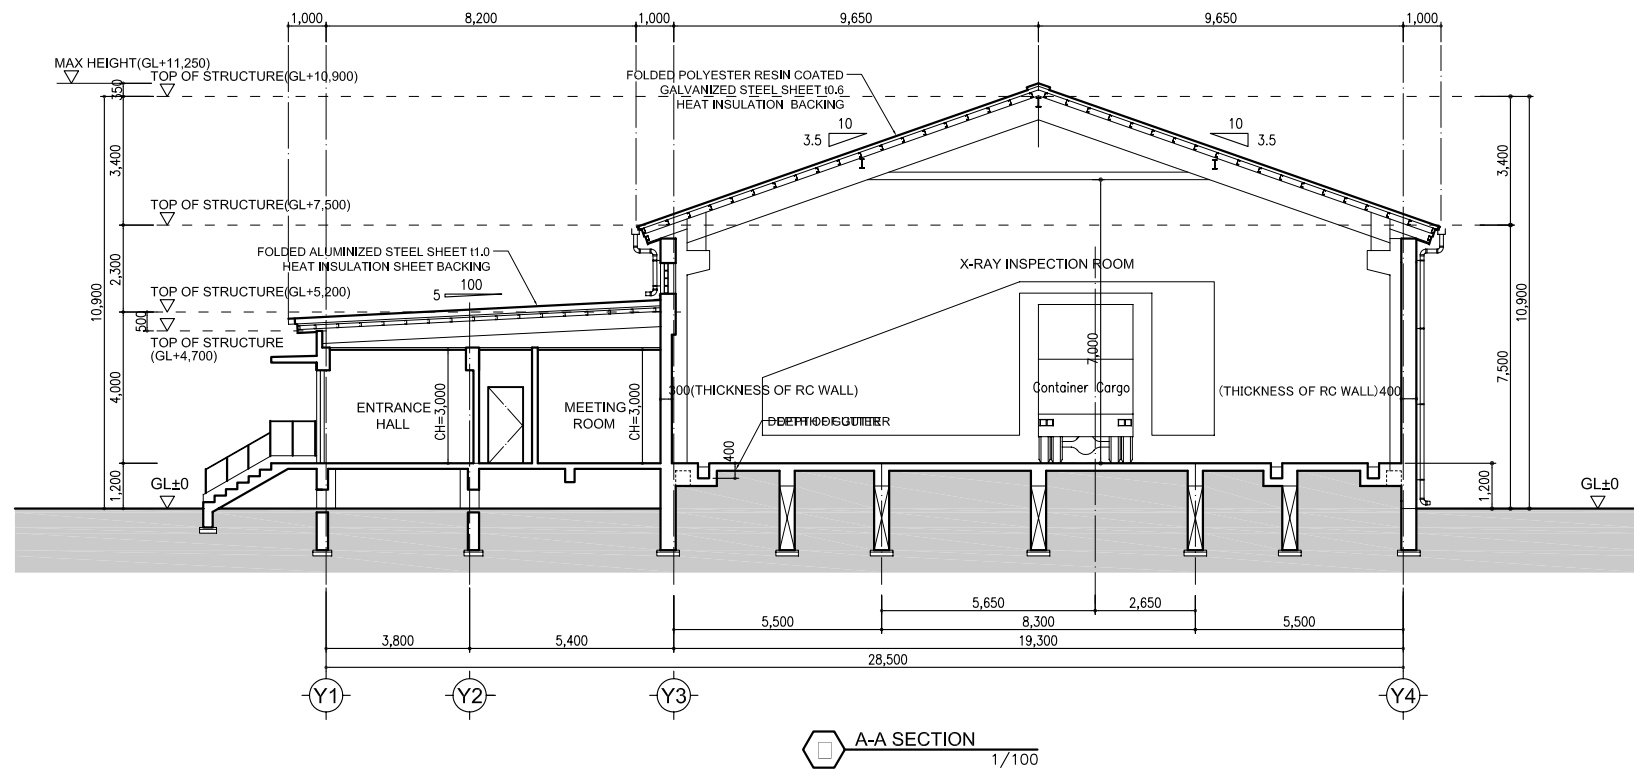 1,000 8,200 1,000 9,650 9,650 1,000
MAX HEIGHT(GL+11,250)
TOP OF STRUCTURE(GL+10,900)
350
FOLDED POLYESTER RESIN COATED
GALVANIZED STEEL SHEET t0.6
HEAT INSULATION BACKING
10
3.5
10
3.5
3,400
3,400
TOP OF STRUCTURE(GL+7,500)
FOLDED ALUMINIZED STEEL SHEET t1.0
HEAT INSULATION SHEET BACKING
X-RAY INSPECTION ROOM
2,300
10,900
10,900
TOP OF STRUCTURE(GL+5,200)
5
100
500
TOP OF STRUCTURE
(GL+4,700)
7,000
7,500
4,000
300(THICKNESS OF RC WALL)
Container Cargo
(THICKNESS OF RC WALL)400
ENTRANCE
HALL
CH=3,000
MEETING
ROOM
CH=3,000
DEPTH OF GUTTER
400
1,200
GL±0
1,200
GL±0
5,650 2,650
5,500 8,300 5,500
3,800 5,400 19,300
28,500
Y1 Y2 Y3 Y4
A-A SECTION
1/100